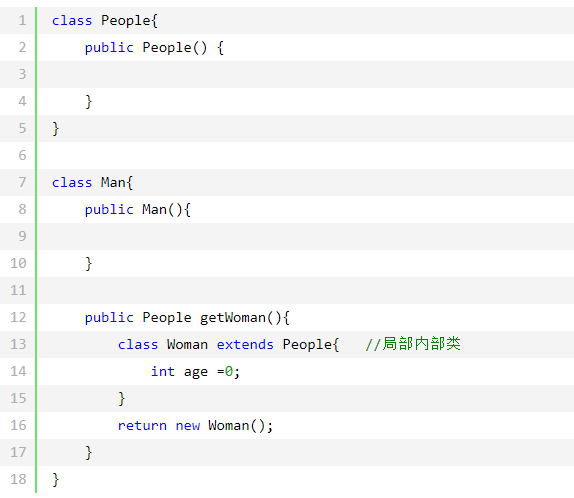 1 class People{
2     public People() {
3
4     }
5 }
6
7 class Man{
8     public Man(){
9
10     }
11
12     public People getWoman(){
13         class Woman extends People{   //局部内部类
14             int age =0;
15         }
16         return new Woman();
17     }
18 }